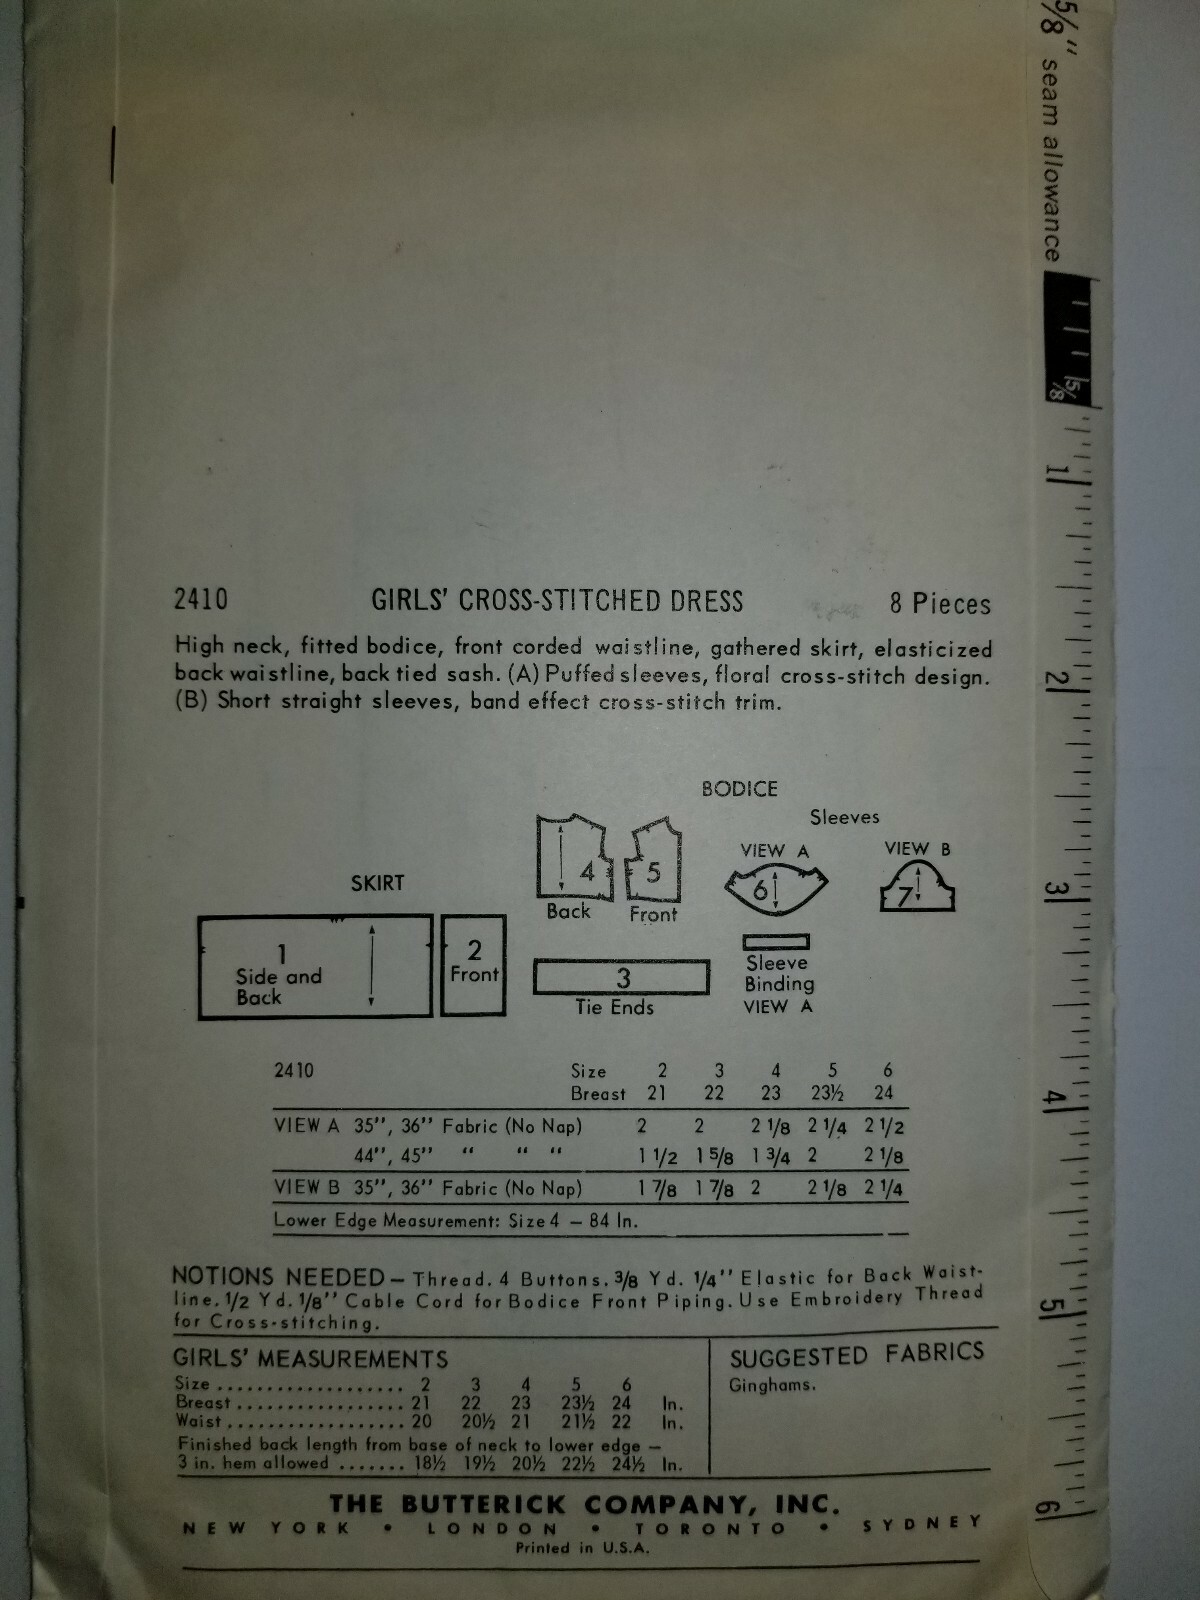 5/8" seam allowance
5/8
1
2
3
4
5
6
2410 GIRLS' CROSS-STITCHED DRESS 8 Pieces
High neck, fitted bodice, front corded waistline, gathered skirt, elasticized
back waistline, back tied sash. (A) Puffed sleeves, floral cross-stitch design.
(B) Short straight sleeves, band effect cross-stitch trim.
BODICE
Sleeves
VIEW A VIEW B
4 5 6 7
Back Front
SKIRT
1
Side and
Back
2
Front
3
Tie Ends
Sleeve
Binding
VIEW A
2410 Size 2 3 4 5 6
Breast 21 22 23 23½ 24
VIEW A 35", 36" Fabric (No Nap) 2 2 2 1/8 2 1/4 2 1/2
44", 45" " " " 1 1/2 1 5/8 1 3/4 2 2 1/8
VIEW B 35", 36" Fabric (No Nap) 1 7/8 1 7/8 2 2 1/8 2 1/4
Lower Edge Measurement: Size 4 – 84 In.
NOTIONS NEEDED – Thread. 4 Buttons. 3/8 Yd. 1/4" Elastic for Back Waist-
line. 1/2 Yd. 1/8" Cable Cord for Bodice Front Piping. Use Embroidery Thread
for Cross-stitching.
GIRLS' MEASUREMENTS
Size ................... 2 3 4 5 6
Breast ................. 21 22 23 23½ 24 In.
Waist .................. 20 20½ 21 21½ 22 In.
Finished back length from base of neck to lower edge –
3 in. hem allowed ....... 18½ 19½ 20½ 22½ 24½ In.
SUGGESTED FABRICS
Ginghams.
THE BUTTERICK COMPANY, INC.
NEW YORK • LONDON • TORONTO • SYDNEY
Printed in U.S.A.